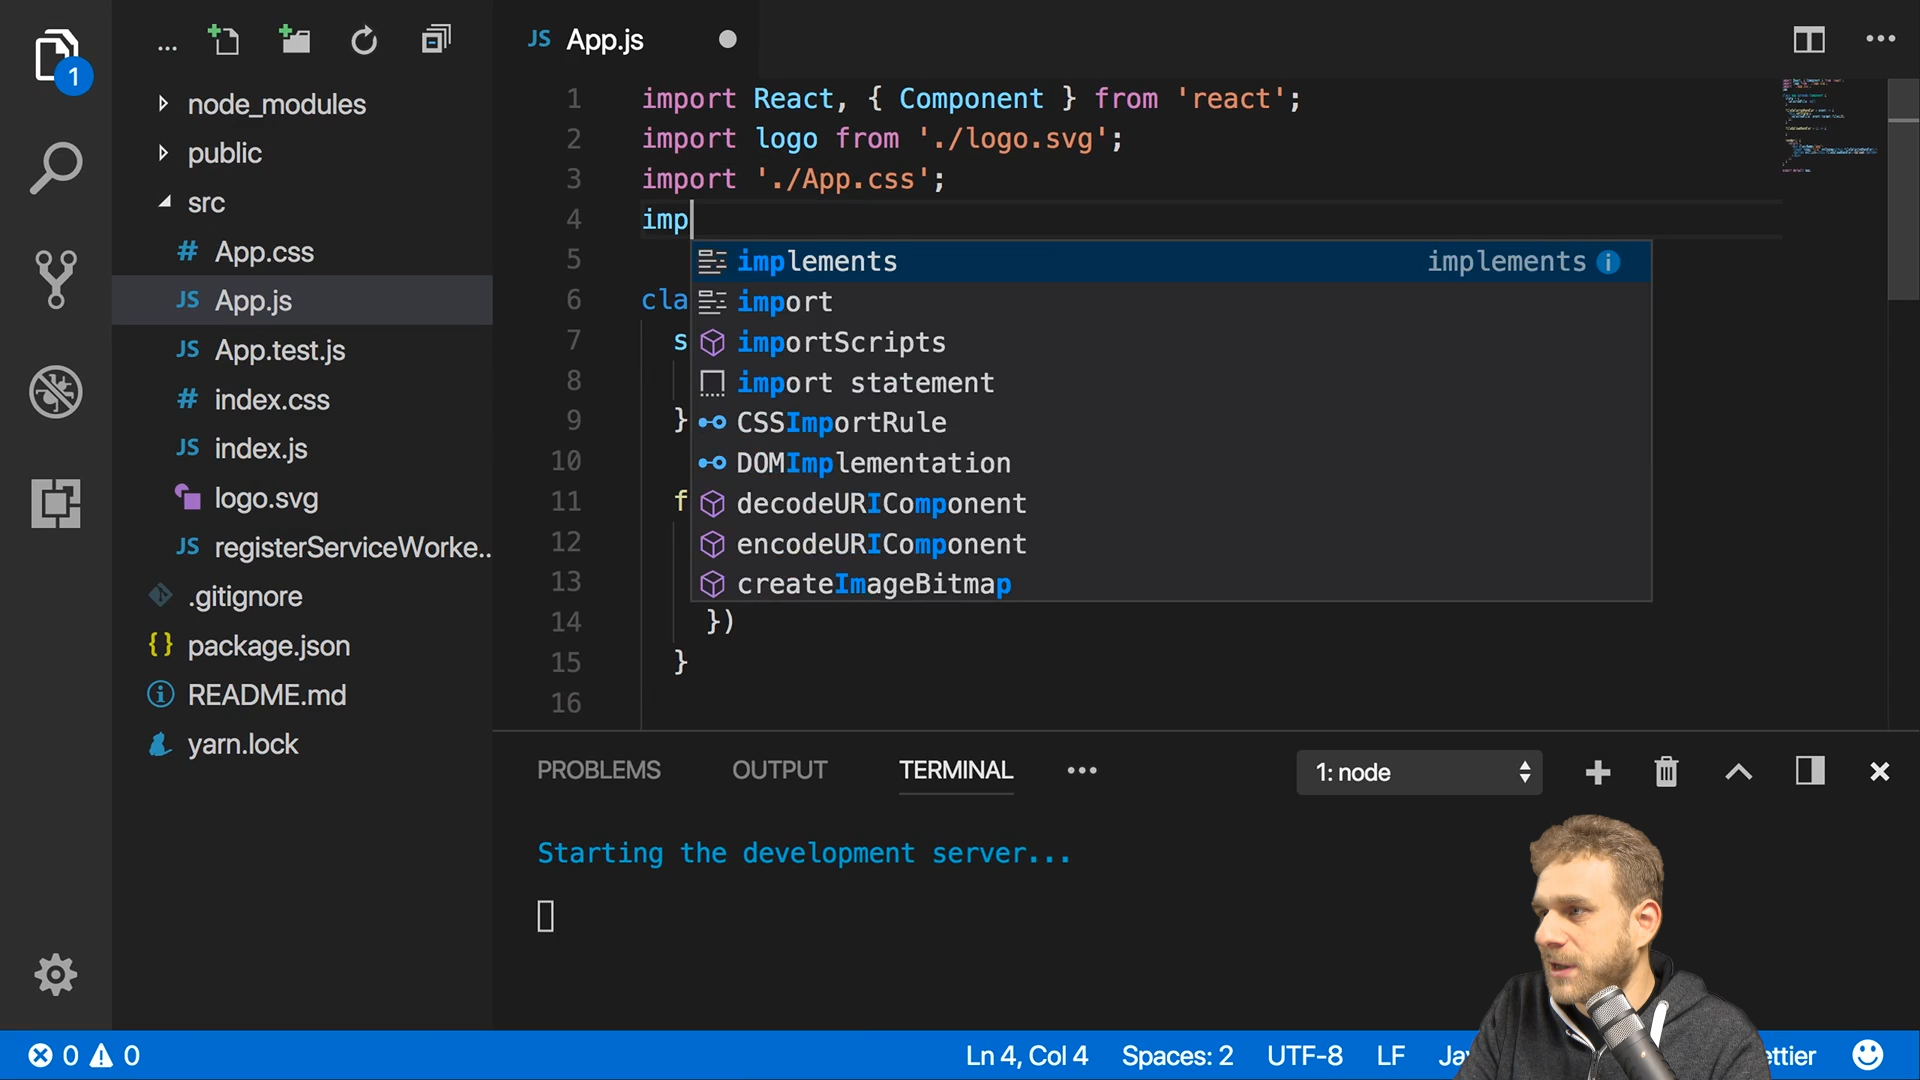 1
...
node_modules
public
src
# App.css
JS App.js
JS App.test.js
# index.css
JS index.js
logo.svg
JS registerServiceWorke..
.gitignore
{} package.json
README.md
yarn.lock
JS App.js
1 import React, { Component } from 'react';
2 import logo from './logo.svg';
3 import './App.css';
4 imp
5
6 cla
7 s
8
9 }
10
11 f
12
13
14 })
15 }
16
implements implements
import
importScripts
import statement
CSSImportRule
DOMImplementation
decodeURIComponent
encodeURIComponent
createImageBitmap
PROBLEMS OUTPUT TERMINAL ... 1: node
Starting the development server...
0 0 Ln 4, Col 4 Spaces: 2 UTF-8 LF